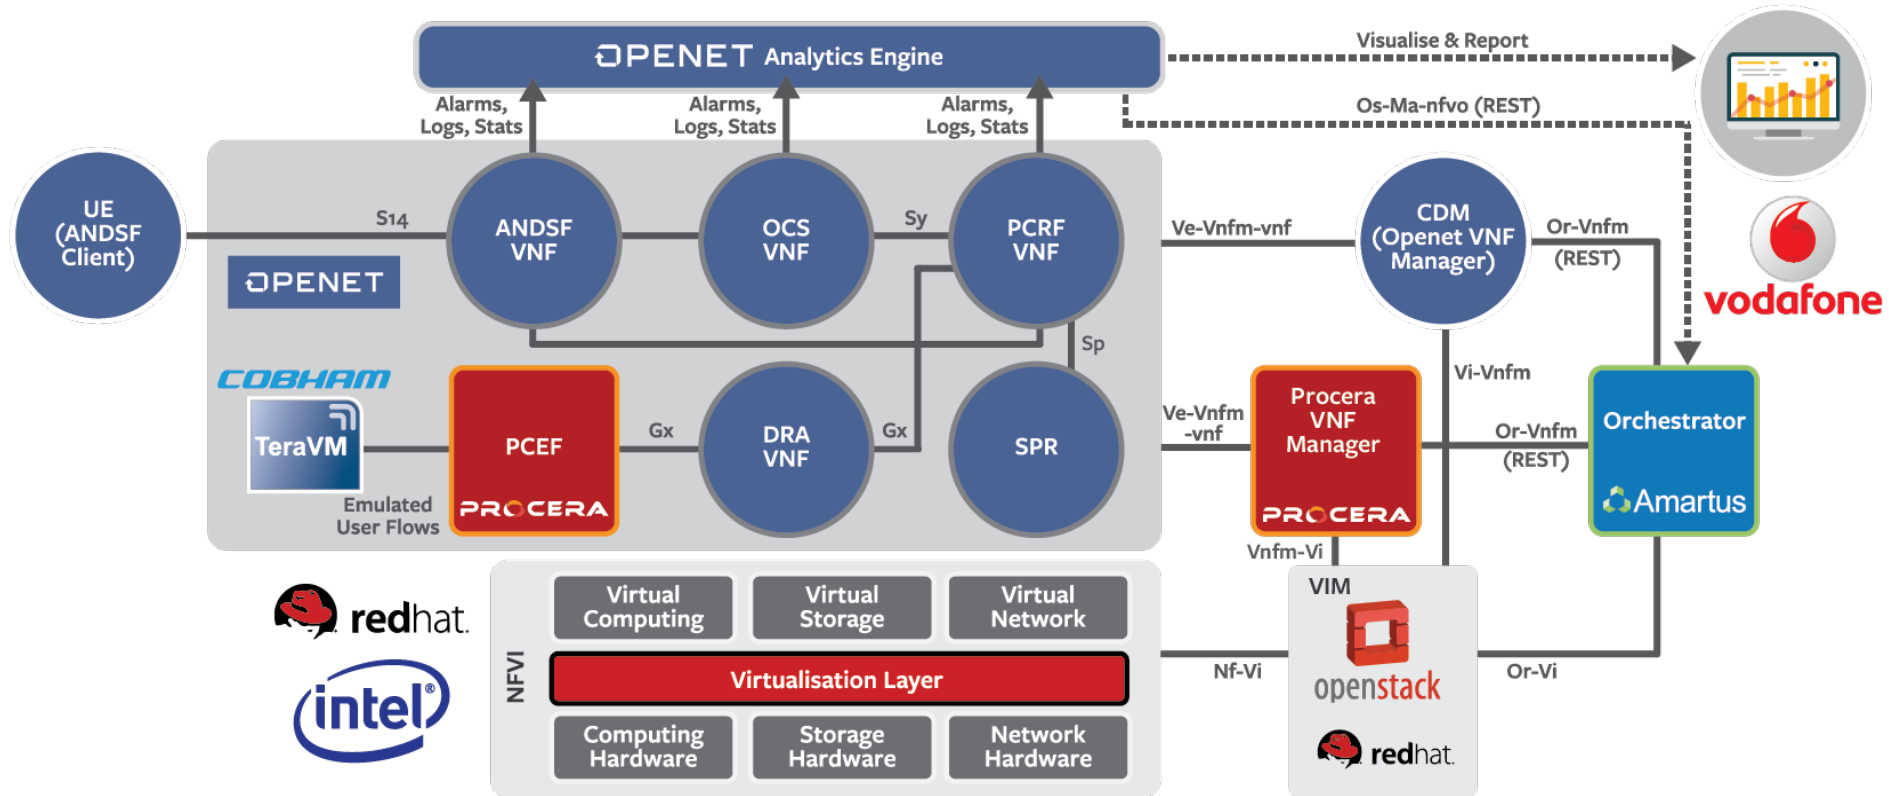 OPENET Analytics Engine
Visualise & Report
Os-Ma-nfvo (REST)
Alarms,
Logs, Stats
Alarms,
Logs, Stats
Alarms,
Logs, Stats
UE
(ANDSF
Client)
S14
ANDSF
VNF
OCS
VNF
Sy
PCRF
VNF
Ve-Vnfm-vnf
CDM
(Openet VNF
Manager)
Or-Vnfm
(REST)
vodafone
OPENET
Sp
Vi-Vnfm
COBHAM
TeraVM
Emulated
User Flows
PCEF
PROCERA
Gx
DRA
VNF
Gx
SPR
Ve-Vnfm
-vnf
Procera
VNF
Manager
PROCERA
Or-Vnfm
(REST)
Orchestrator
Amartus
Vnfm-Vi
redhat.
intel®
NFVI
Virtual
Computing
Virtual
Storage
Virtual
Network
Virtualisation Layer
Computing
Hardware
Storage
Hardware
Network
Hardware
Nf-Vi
VIM
openstack
redhat.
Or-Vi